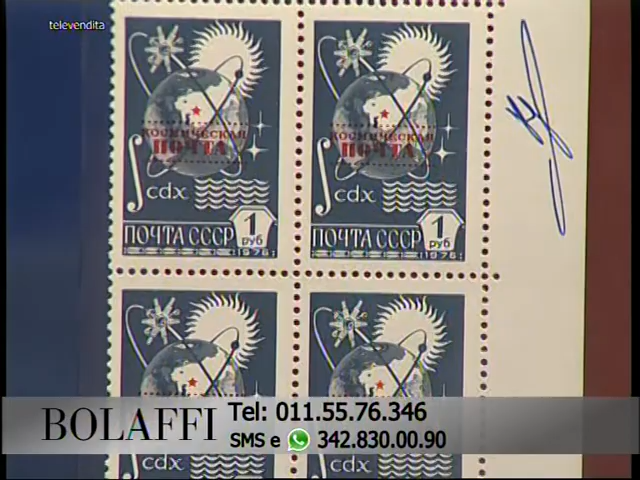 televendita
КОСМИЧЕСКАЯ
ПОЧТА
∫cdx
1
руб
ПОЧТА СССР
1976
КОСМИЧЕСКАЯ
ПОЧТА
∫cdx
1
руб
ПОЧТА СССР
1976
BOLAFFI
Tel: 011.55.76.346
SMS e 342.830.00.90
∫cdx
∫cdx